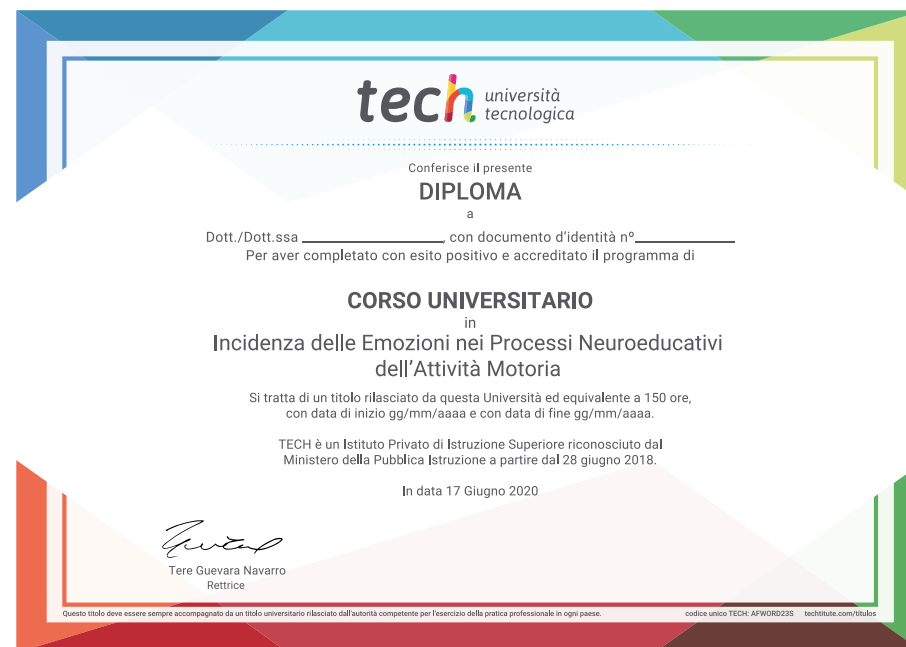 tech università
tecnologica
Conferisce il presente
DIPLOMA
a
Dott./Dott.ssa ____________________, con documento d'identità nº______________
Per aver completato con esito positivo e accreditato il programma di
CORSO UNIVERSITARIO
in
Incidenza delle Emozioni nei Processi Neuroeducativi
dell'Attività Motoria
Si tratta di un titolo rilasciato da questa Università ed equivalente a 150 ore,
con data di inizio gg/mm/aaaa e con data di fine gg/mm/aaaa.
TECH è un Istituto Privato di Istruzione Superiore riconosciuto dal
Ministero della Pubblica Istruzione a partire dal 28 giugno 2018.
In data 17 Giugno 2020
Tere Guevara Navarro
Rettrice
Questo titolo deve essere sempre accompagnato da un titolo universitario rilasciato dall'autorità competente per l'esercizio della pratica professionale in ogni paese. codice unico TECH: AFWORD23S techtitute.com/títulos